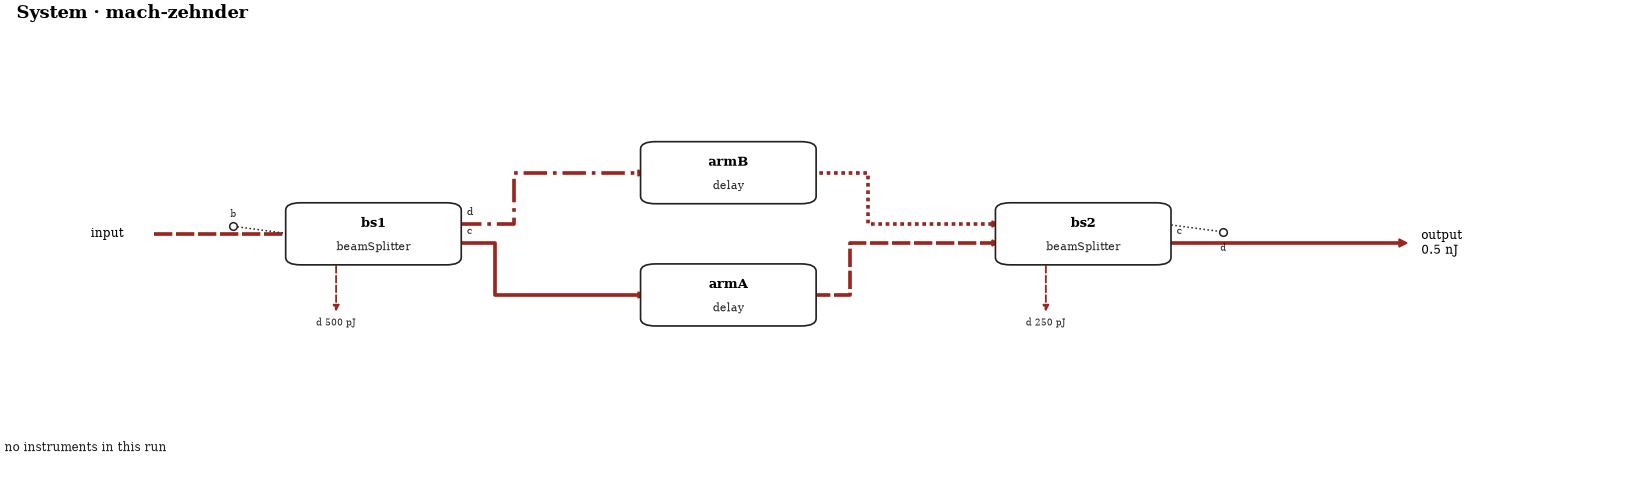 System · mach-zehnder
armB
delay
b
d
bs1
beamSplitter
c
input
bs2
beamSplitter
c
d
output
0.5 nJ
armA
delay
d 500 pJ
d 250 pJ
no instruments in this run